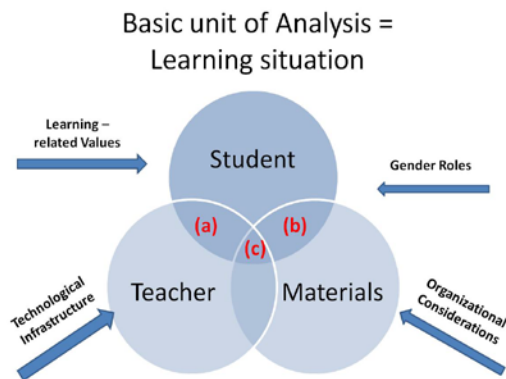 Basic unit of Analysis =
Learning situation
Learning –
related Values
Student
Gender Roles
(a)
(b)
(c)
Teacher
Materials
Technological
Infrastructure
Organizational
Considerations